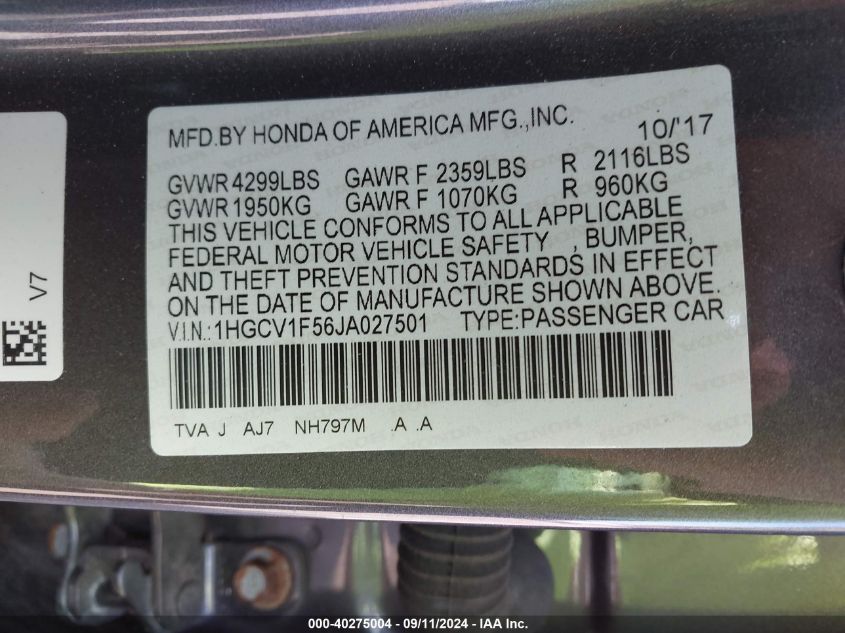 MFD.BY HONDA OF AMERICA MFG.,INC. 10/'17
GVWR 4299LBS GAWR F 2359LBS R 2116LBS
GVWR 1950KG GAWR F 1070KG R 960KG
THIS VEHICLE CONFORMS TO ALL APPLICABLE
FEDERAL MOTOR VEHICLE SAFETY , BUMPER,
AND THEFT PREVENTION STANDARDS IN EFFECT
ON THE DATE OF MANUFACTURE SHOWN ABOVE.
V.I.N.:1HGCV1F56JA027501 TYPE:PASSENGER CAR
TVA J AJ7 NH797M .A .A
V7
000-40275004 - 09/11/2024 - IAA Inc.